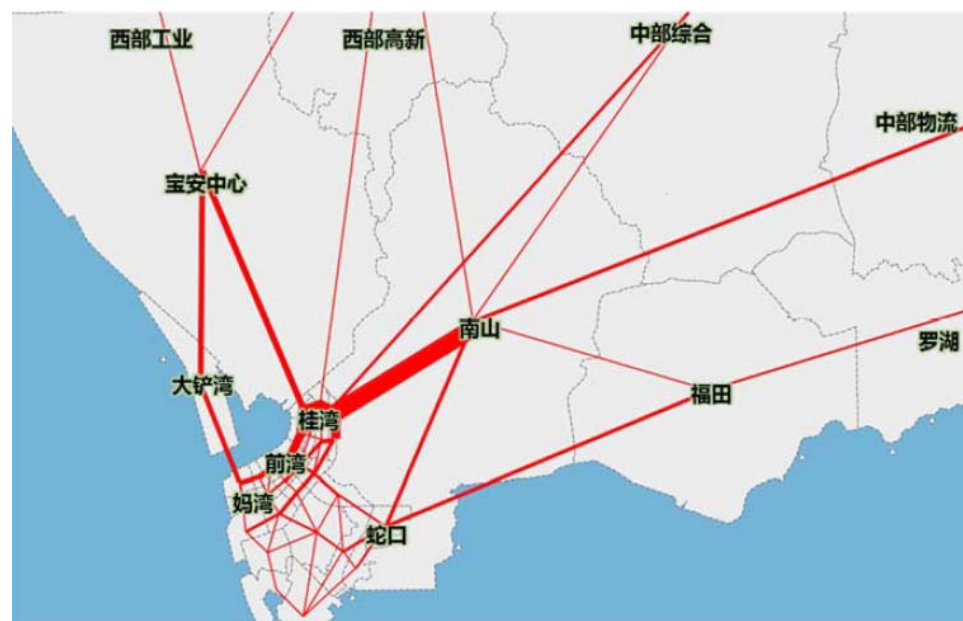 西部工业
西部高新
中部综合
中部物流
宝安中心
南山
罗湖
大铲湾
福田
桂湾
前湾
妈湾
蛇口